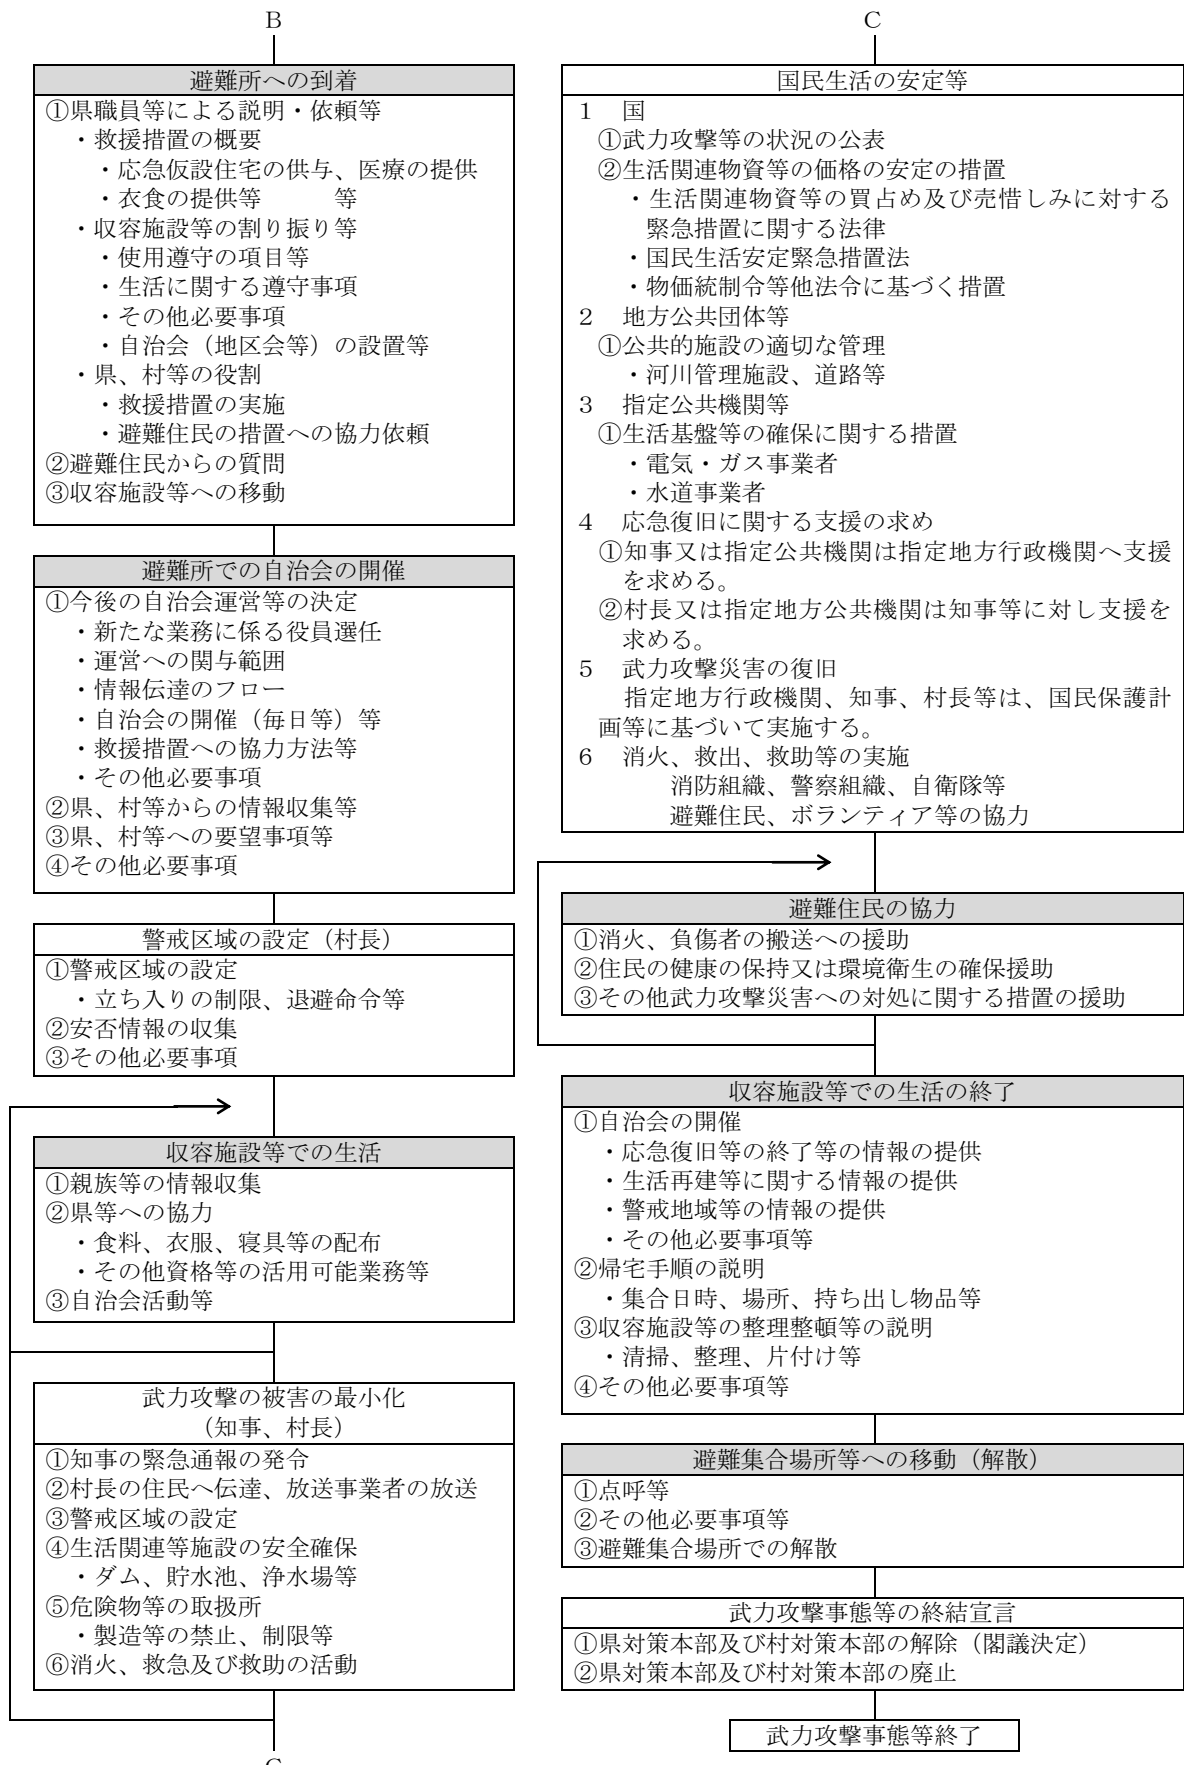 B
避難所への到着
①県職員等による説明・依頼等
・救援措置の概要
・応急仮設住宅の供与、医療の提供
・衣食の提供等　　　等
・収容施設等の割り振り等
・使用遵守の項目等
・生活に関する遵守事項
・その他必要事項
・自治会（地区会等）の設置等
・県、村等の役割
・救援措置の実施
・避難住民の措置への協力依頼
②避難住民からの質問
③収容施設等への移動
避難所での自治会の開催
①今後の自治会運営等の決定
・新たな業務に係る役員選任
・運営への関与範囲
・情報伝達のフロー
・自治会の開催（毎日等）等
・救援措置への協力方法等
・その他必要事項
②県、村等からの情報収集等
③県、村等への要望事項等
④その他必要事項
警戒区域の設定（村長）
①警戒区域の設定
・立ち入りの制限、退避命令等
②安否情報の収集
③その他必要事項
収容施設等での生活
①親族等の情報収集
②県等への協力
・食料、衣服、寝具等の配布
・その他資格等の活用可能業務等
③自治会活動等
武力攻撃の被害の最小化
（知事、村長）
①知事の緊急通報の発令
②村長の住民へ伝達、放送事業者の放送
③警戒区域の設定
④生活関連等施設の安全確保
・ダム、貯水池、浄水場等
⑤危険物等の取扱所
・製造等の禁止、制限等
⑥消火、救急及び救助の活動
C
C
国民生活の安定等
１　国
①武力攻撃等の状況の公表
②生活関連物資等の価格の安定の措置
・生活関連物資等の買占め及び売惜しみに対する
緊急措置に関する法律
・国民生活安定緊急措置法
・物価統制令等他法令に基づく措置
２　地方公共団体等
①公共的施設の適切な管理
・河川管理施設、道路等
３　指定公共機関等
①生活基盤等の確保に関する措置
・電気・ガス事業者
・水道事業者
４　応急復旧に関する支援の求め
①知事又は指定公共機関は指定地方行政機関へ支援
を求める。
②村長又は指定地方公共機関は知事等に対し支援を
求める。
５　武力攻撃災害の復旧
指定地方行政機関、知事、村長等は、国民保護計
画等に基づいて実施する。
６　消火、救出、救助等の実施
消防組織、警察組織、自衛隊等
避難住民、ボランティア等の協力
避難住民の協力
①消火、負傷者の搬送への援助
②住民の健康の保持又は環境衛生の確保援助
③その他武力攻撃災害への対処に関する措置の援助
収容施設等での生活の終了
①自治会の開催
・応急復旧等の終了等の情報の提供
・生活再建等に関する情報の提供
・警戒地域等の情報の提供
・その他必要事項等
②帰宅手順の説明
・集合日時、場所、持ち出し物品等
③収容施設等の整理整頓等の説明
・清掃、整理、片付け等
④その他必要事項等
避難集合場所等への移動（解散）
①点呼等
②その他必要事項等
③避難集合場所での解散
武力攻撃事態等の終結宣言
①県対策本部及び村対策本部の解除（閣議決定）
②県対策本部及び村対策本部の廃止
武力攻撃事態等終了